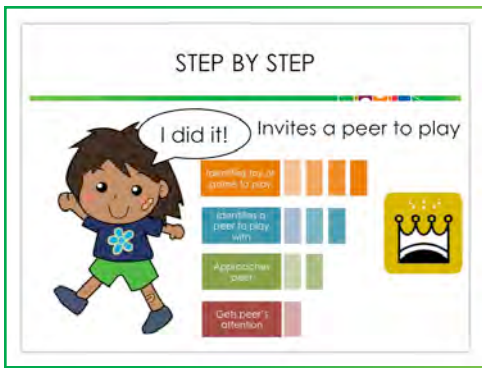 STEP BY STEP
I did it!
Invites a peer to play
Identifies toy or
game to play
Identifies a
peer to play
with
Approaches
peer
Gets peer's
attention